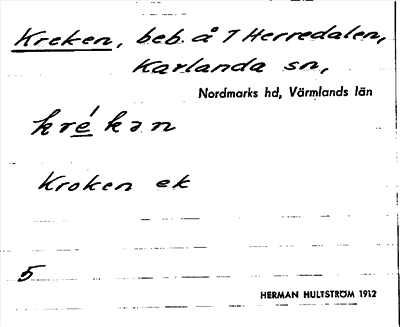 Kreken, beb. å 7 Herredalen,
Karlanda sn,
Nordmarks hd, Värmlands län
kré̲kən
Kroken ek
5
HERMAN HULTSTRÖM 1912